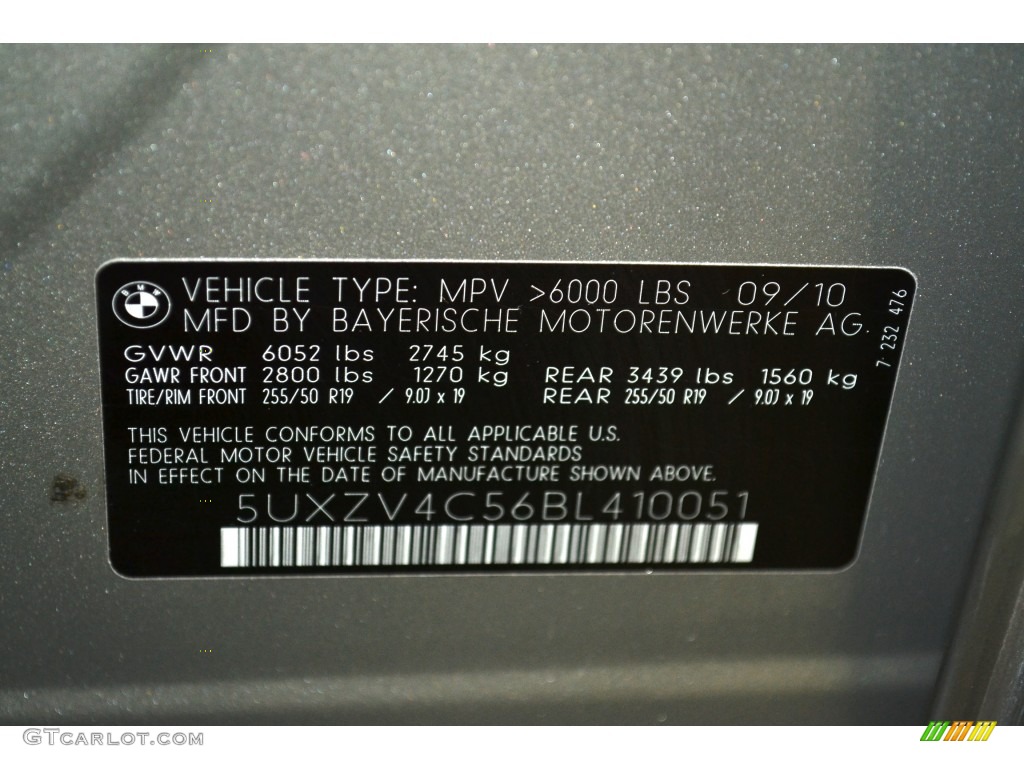 BMW
VEHICLE TYPE: MPV >6000 LBS 09/10
MFD BY BAYERISCHE MOTORENWERKE AG.
7 232 476
GVWR 6052 lbs 2745 kg
GAWR FRONT 2800 lbs 1270 kg REAR 3439 lbs 1560 kg
TIRE/RIM FRONT 255/50 R19 / 9.0J x 19 REAR 255/50 R19 / 9.0J x 19
THIS VEHICLE CONFORMS TO ALL APPLICABLE U.S.
FEDERAL MOTOR VEHICLE SAFETY STANDARDS
IN EFFECT ON THE DATE OF MANUFACTURE SHOWN ABOVE.
5UXZV4C56BL410051
GTcarlot.com